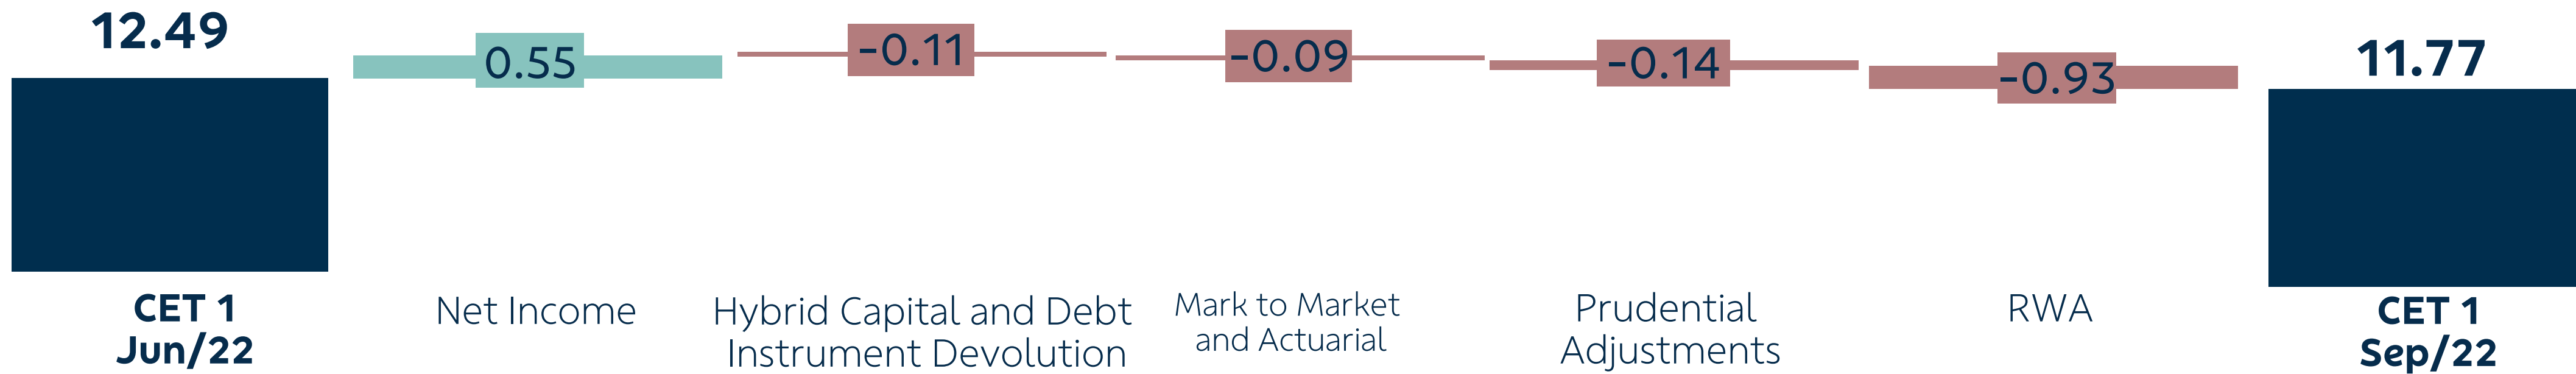 12.49
0.55
-0.11
-0.09
-0.14
-0.93
11.77
CET 1
Jun/22
Net Income
Hybrid Capital and Debt
Instrument Devolution
Mark to Market
and Actuarial
Prudential
Adjustments
RWA
CET 1
Sep/22